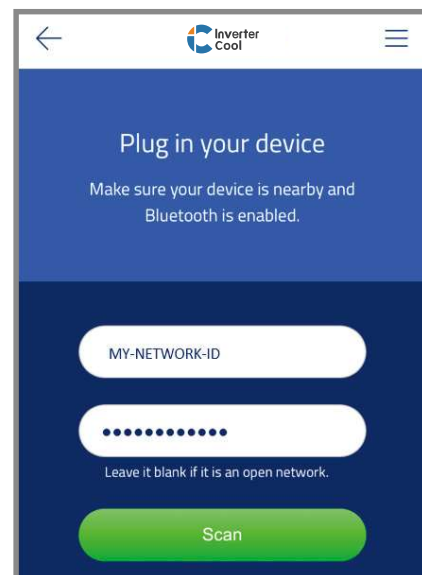 Inverter
Cool
Plug in your device
Make sure your device is nearby and
Bluetooth is enabled.
MY-NETWORK-ID
●●●●●●●●●●●●
Leave it blank if it is an open network.
Scan